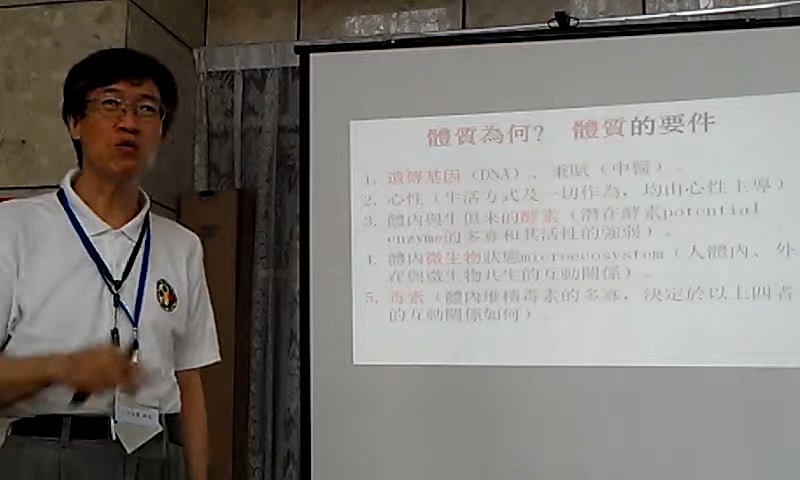 體質為何? 體質的要件
1. 遺傳基因(DNA)、秉賦(中醫)。
2. 心性(生活方式及一切作為，均由心性主導)
3. 體內與生俱來的酵素(潛在酵素potential
enzyme的多寡和其活性的強弱)。
4. 體內微生物狀態microecosystem(人體內、外
在與微生物共生的互動關係)。
5. 毒素(體內堆積毒素的多寡，決定於以上四者
的互動關係如何)